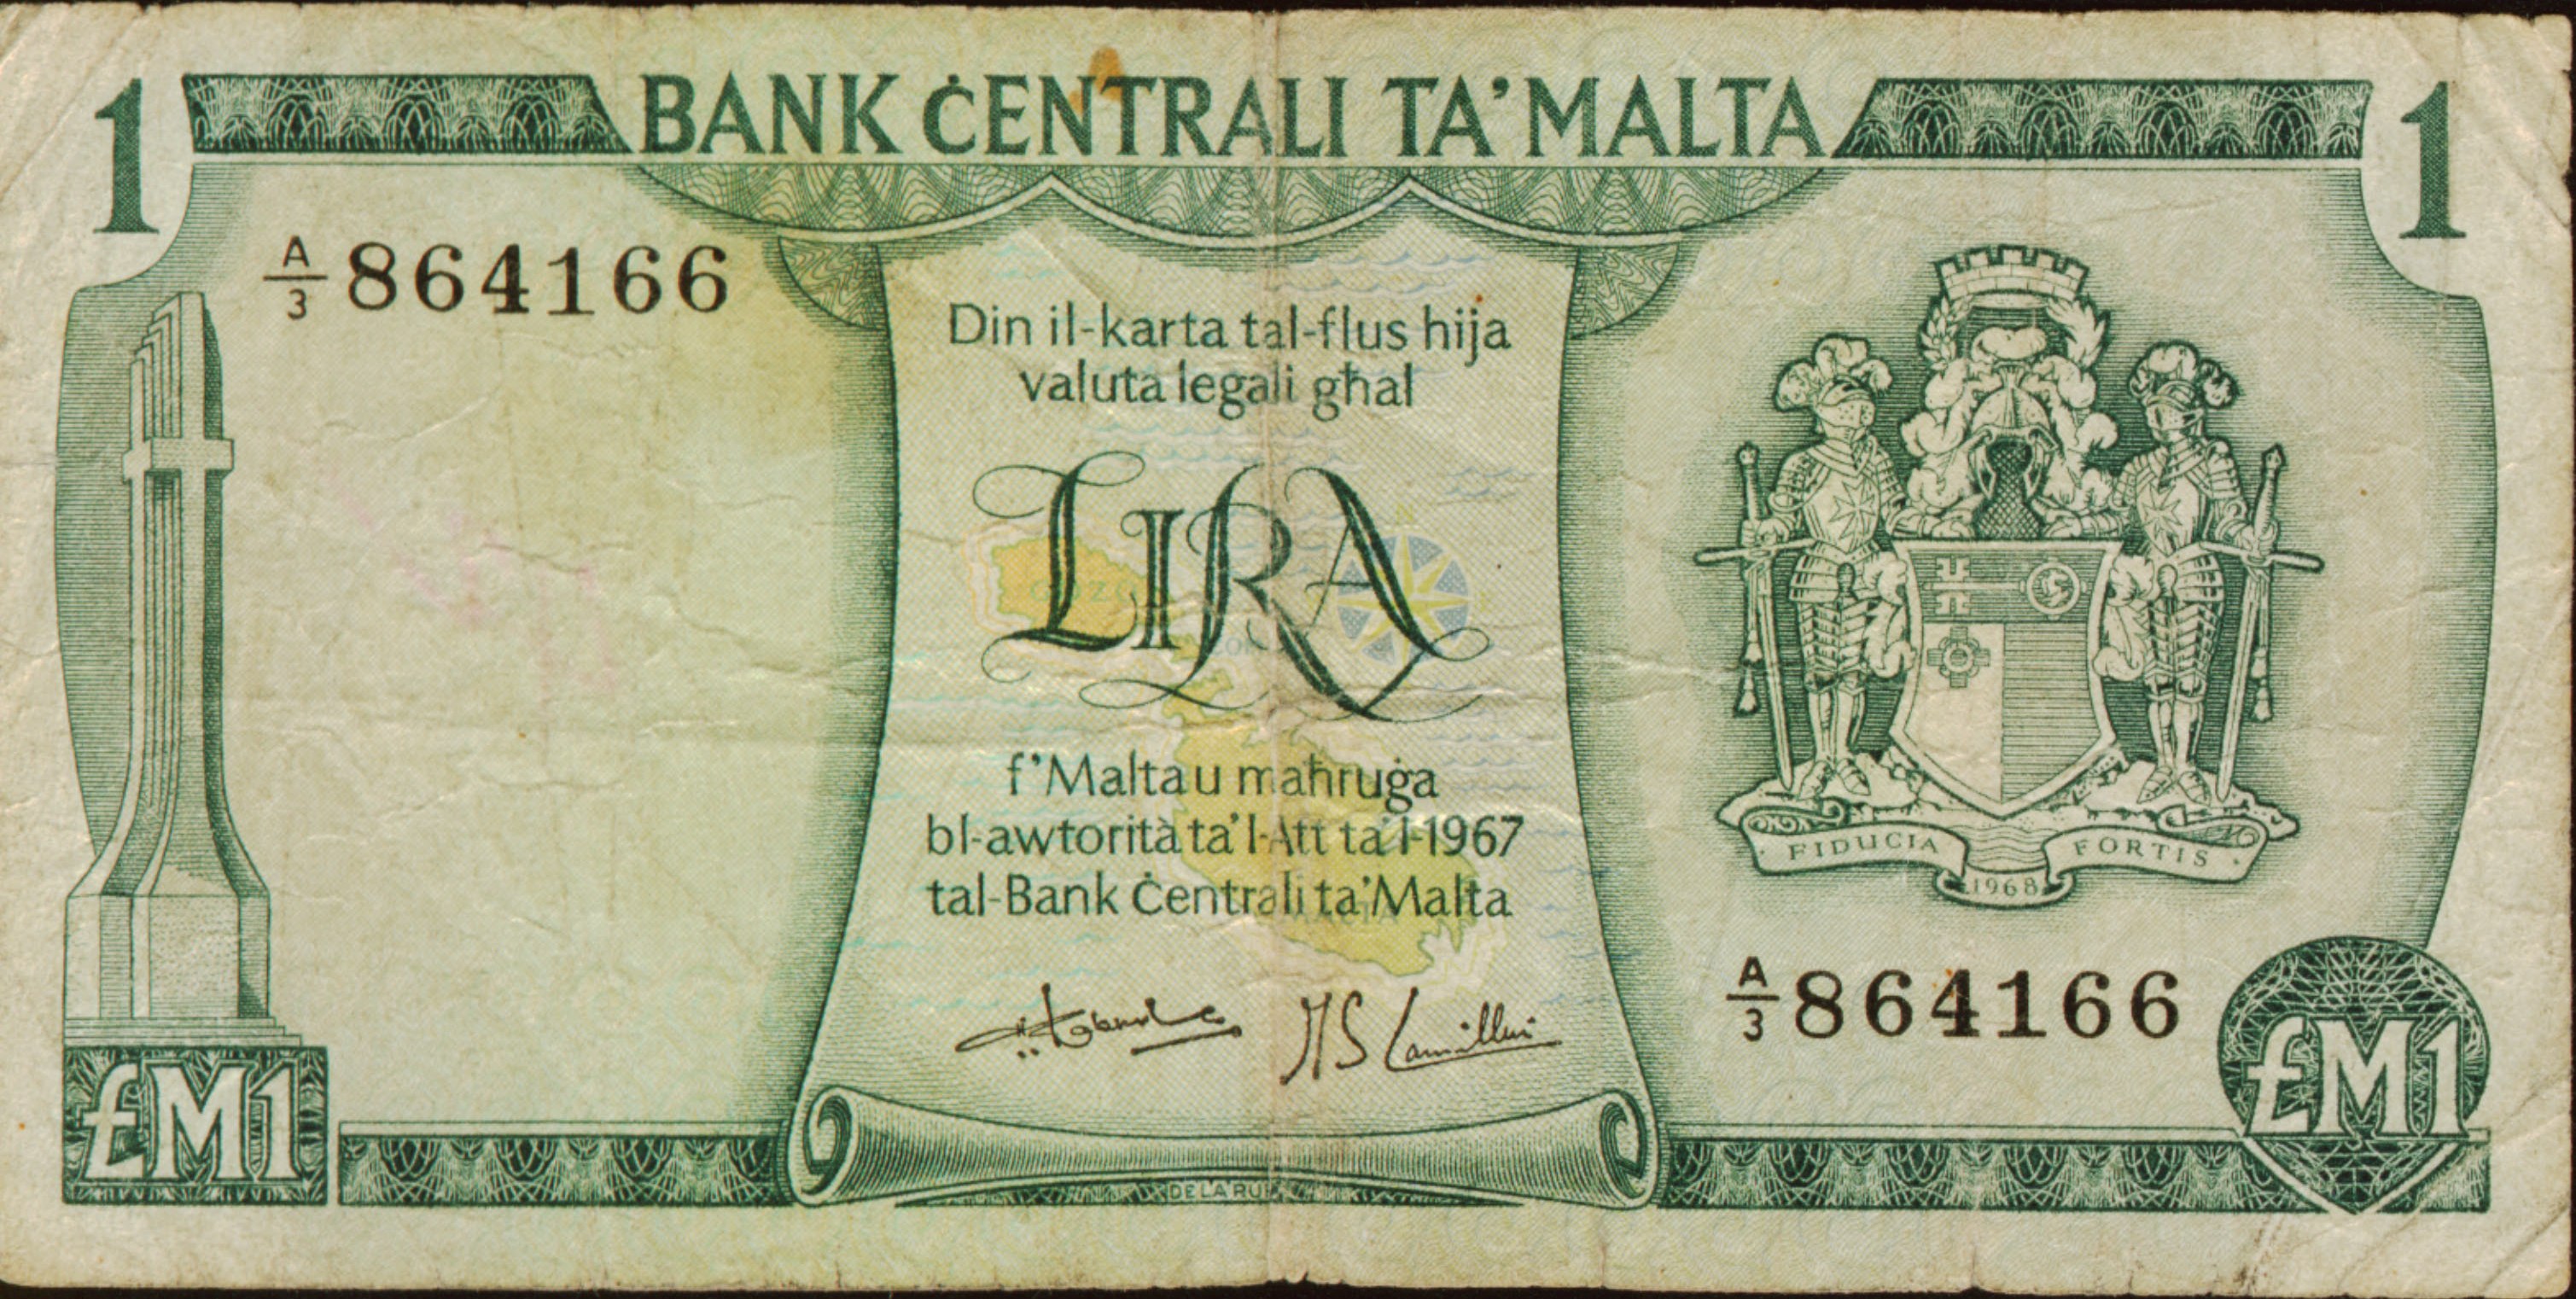 1 BANK ĊENTRALI TA' MALTA 1
A/3 864166
Din il-karta tal-flus hija
valuta legali għal
LIRA
GOZO
N
f'Malta u maħruġa
bl-awtorità ta' l-Att ta' l-1967
tal-Bank Ċentrali ta' Malta
MALTA
FIDUCIA FORTIS
1968
A/3 864166
£M1
£M1
DE LA RUE